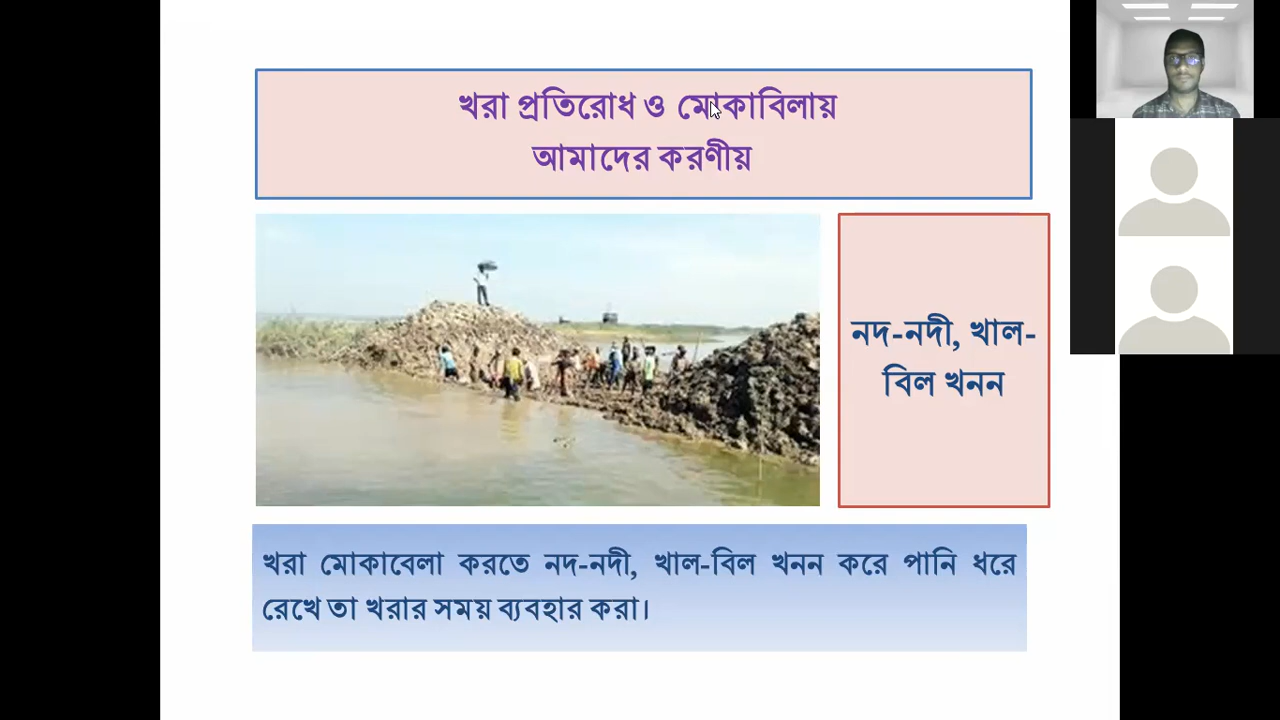 খরা প্রতিরোধ ও মোকাবিলায়
আমাদের করণীয়
নদ-নদী, খাল-
বিল খনন
খরা মোকাবেলা করতে নদ-নদী, খাল-বিল খনন করে পানি ধরে
রেখে তা খরার সময় ব্যবহার করা।